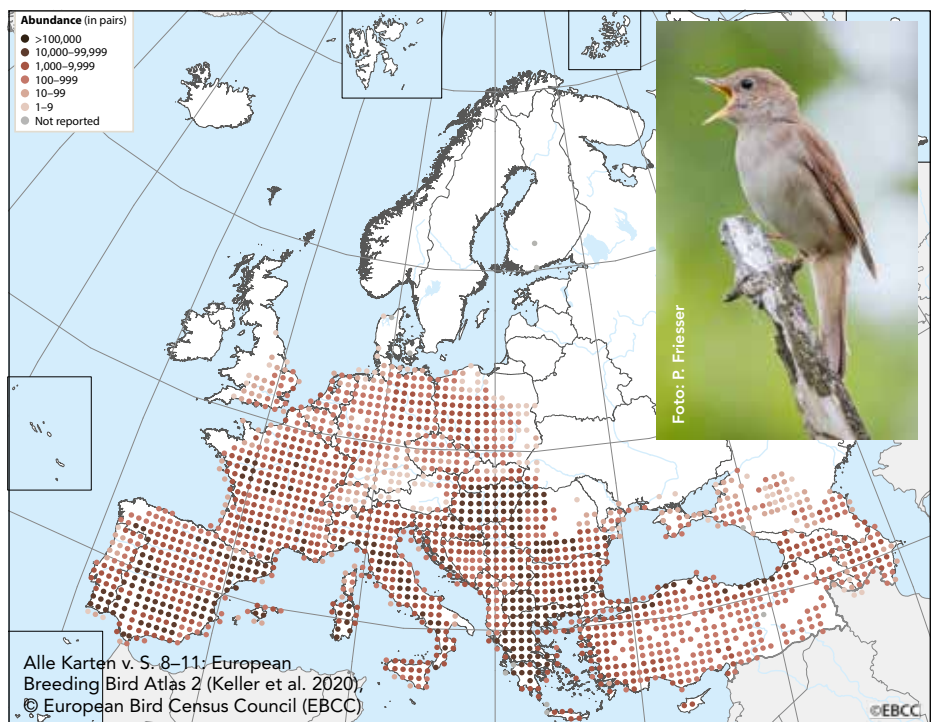 Abundance (in pairs)
>100,000
10,000–99,999
1,000–9,999
100–999
10–99
1–9
Not reported
Foto: P. Friesser
Alle Karten v. S. 8–11: European
Breeding Bird Atlas 2 (Keller et al. 2020),
© European Bird Census Council (EBCC)
©EBCC